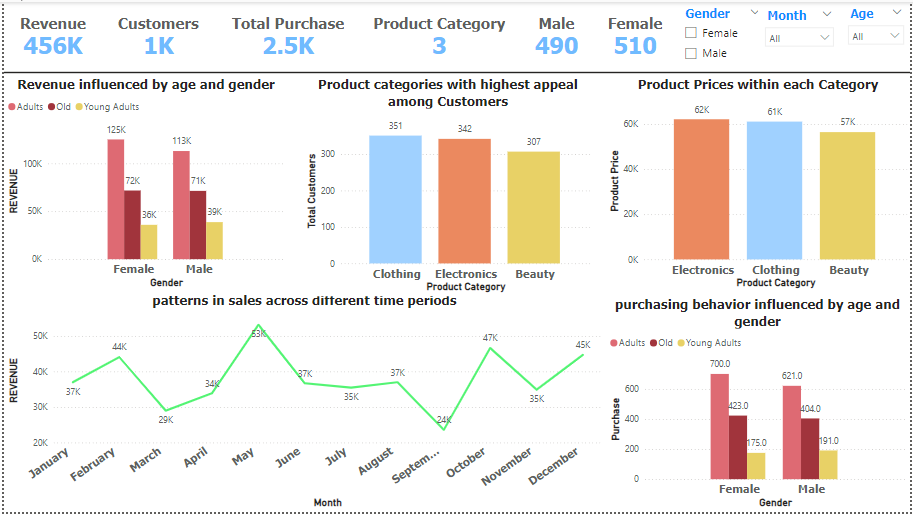 Revenue
456K
Customers
1K
Total Purchase
2.5K
Product Category
3
Male
490
Female
510
Gender
Female
Male
Month
All
Age
All
Revenue influenced by age and gender
Adults Old Young Adults
REVENUE
100K
50K
0K
125K
72K
36K
113K
71K
39K
Female Male
Gender
Product categories with highest appeal
among Customers
Total Customers
300
200
100
0
351
342
307
Clothing Electronics Beauty
Product Category
Product Prices within each Category
Product Price
60K
40K
20K
0K
62K
61K
57K
Electronics Clothing Beauty
Product Category
patterns in sales across different time periods
REVENUE
50K
40K
30K
20K
37K
44K
29K
34K
53K
37K
35K
37K
24K
47K
35K
45K
January February March April May June July August Septem... October November December
Month
purchasing behavior influenced by age and
gender
Adults Old Young Adults
Purchase
600
400
200
0
700.0
423.0
175.0
621.0
404.0
191.0
Female Male
Gender